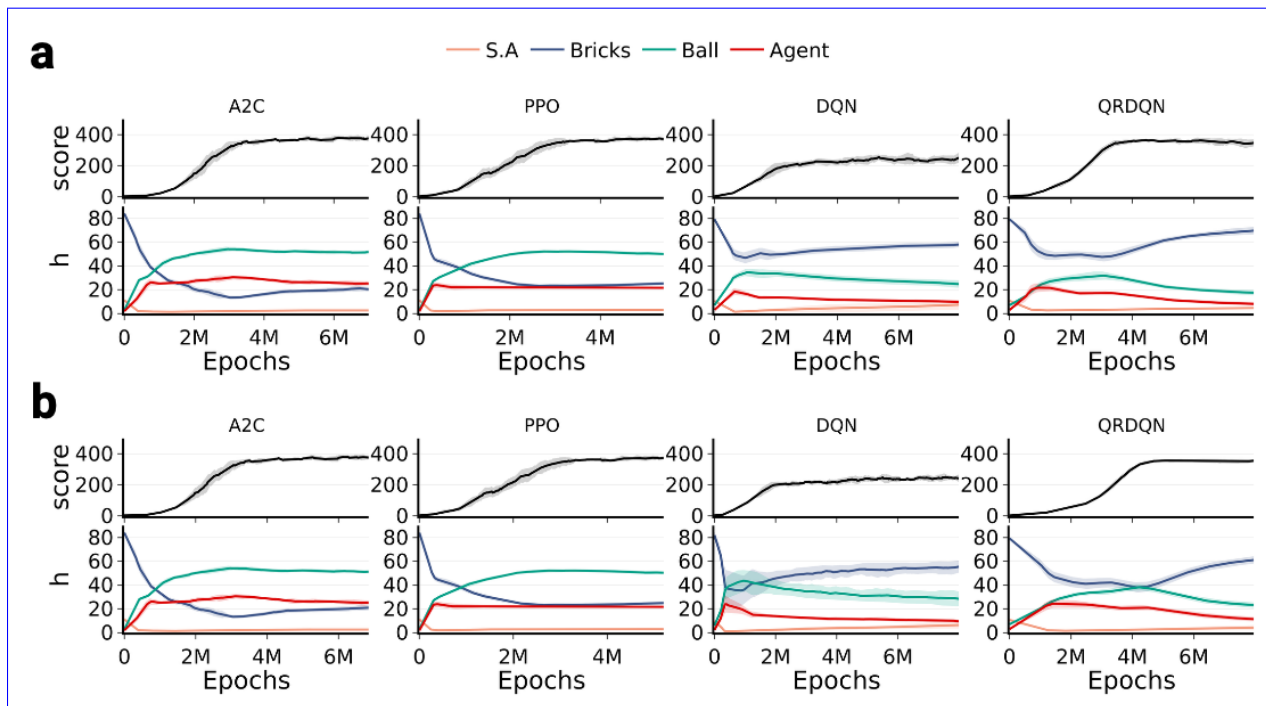 a
S.A Bricks Ball Agent
A2C PPO DQN QRDQN
score
400 400 400 400
200 200 200 200
0 0 0 0
h
80 80 80 80
60 60 60 60
40 40 40 40
20 20 20 20
0 0 0 0
0 2M 4M 6M 0 2M 4M 0 2M 4M 6M 0 2M 4M 6M
Epochs Epochs Epochs Epochs
b
A2C PPO DQN QRDQN
score
400 400 400 400
200 200 200 200
0 0 0 0
h
80 80 80 80
60 60 60 60
40 40 40 40
20 20 20 20
0 0 0 0
0 2M 4M 6M 0 2M 4M 0 2M 4M 6M 0 2M 4M 6M
Epochs Epochs Epochs Epochs